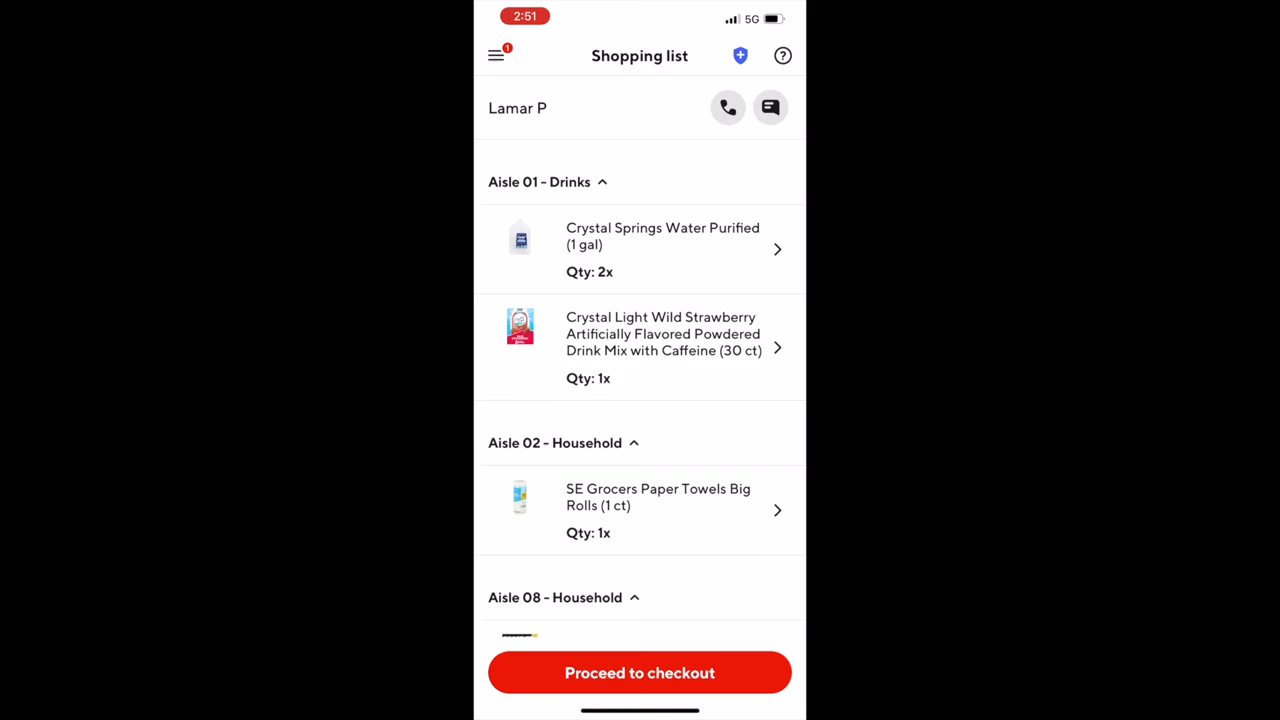 2:51
5G
1
Shopping list
Lamar P
Aisle 01 - Drinks
Crystal Springs Water Purified
(1 gal)
Qty: 2x
Crystal Light Wild Strawberry
Artificially Flavored Powdered
Drink Mix with Caffeine (30 ct)
Qty: 1x
Aisle 02 - Household
SE Grocers Paper Towels Big
Rolls (1 ct)
Qty: 1x
Aisle 08 - Household
Proceed to checkout